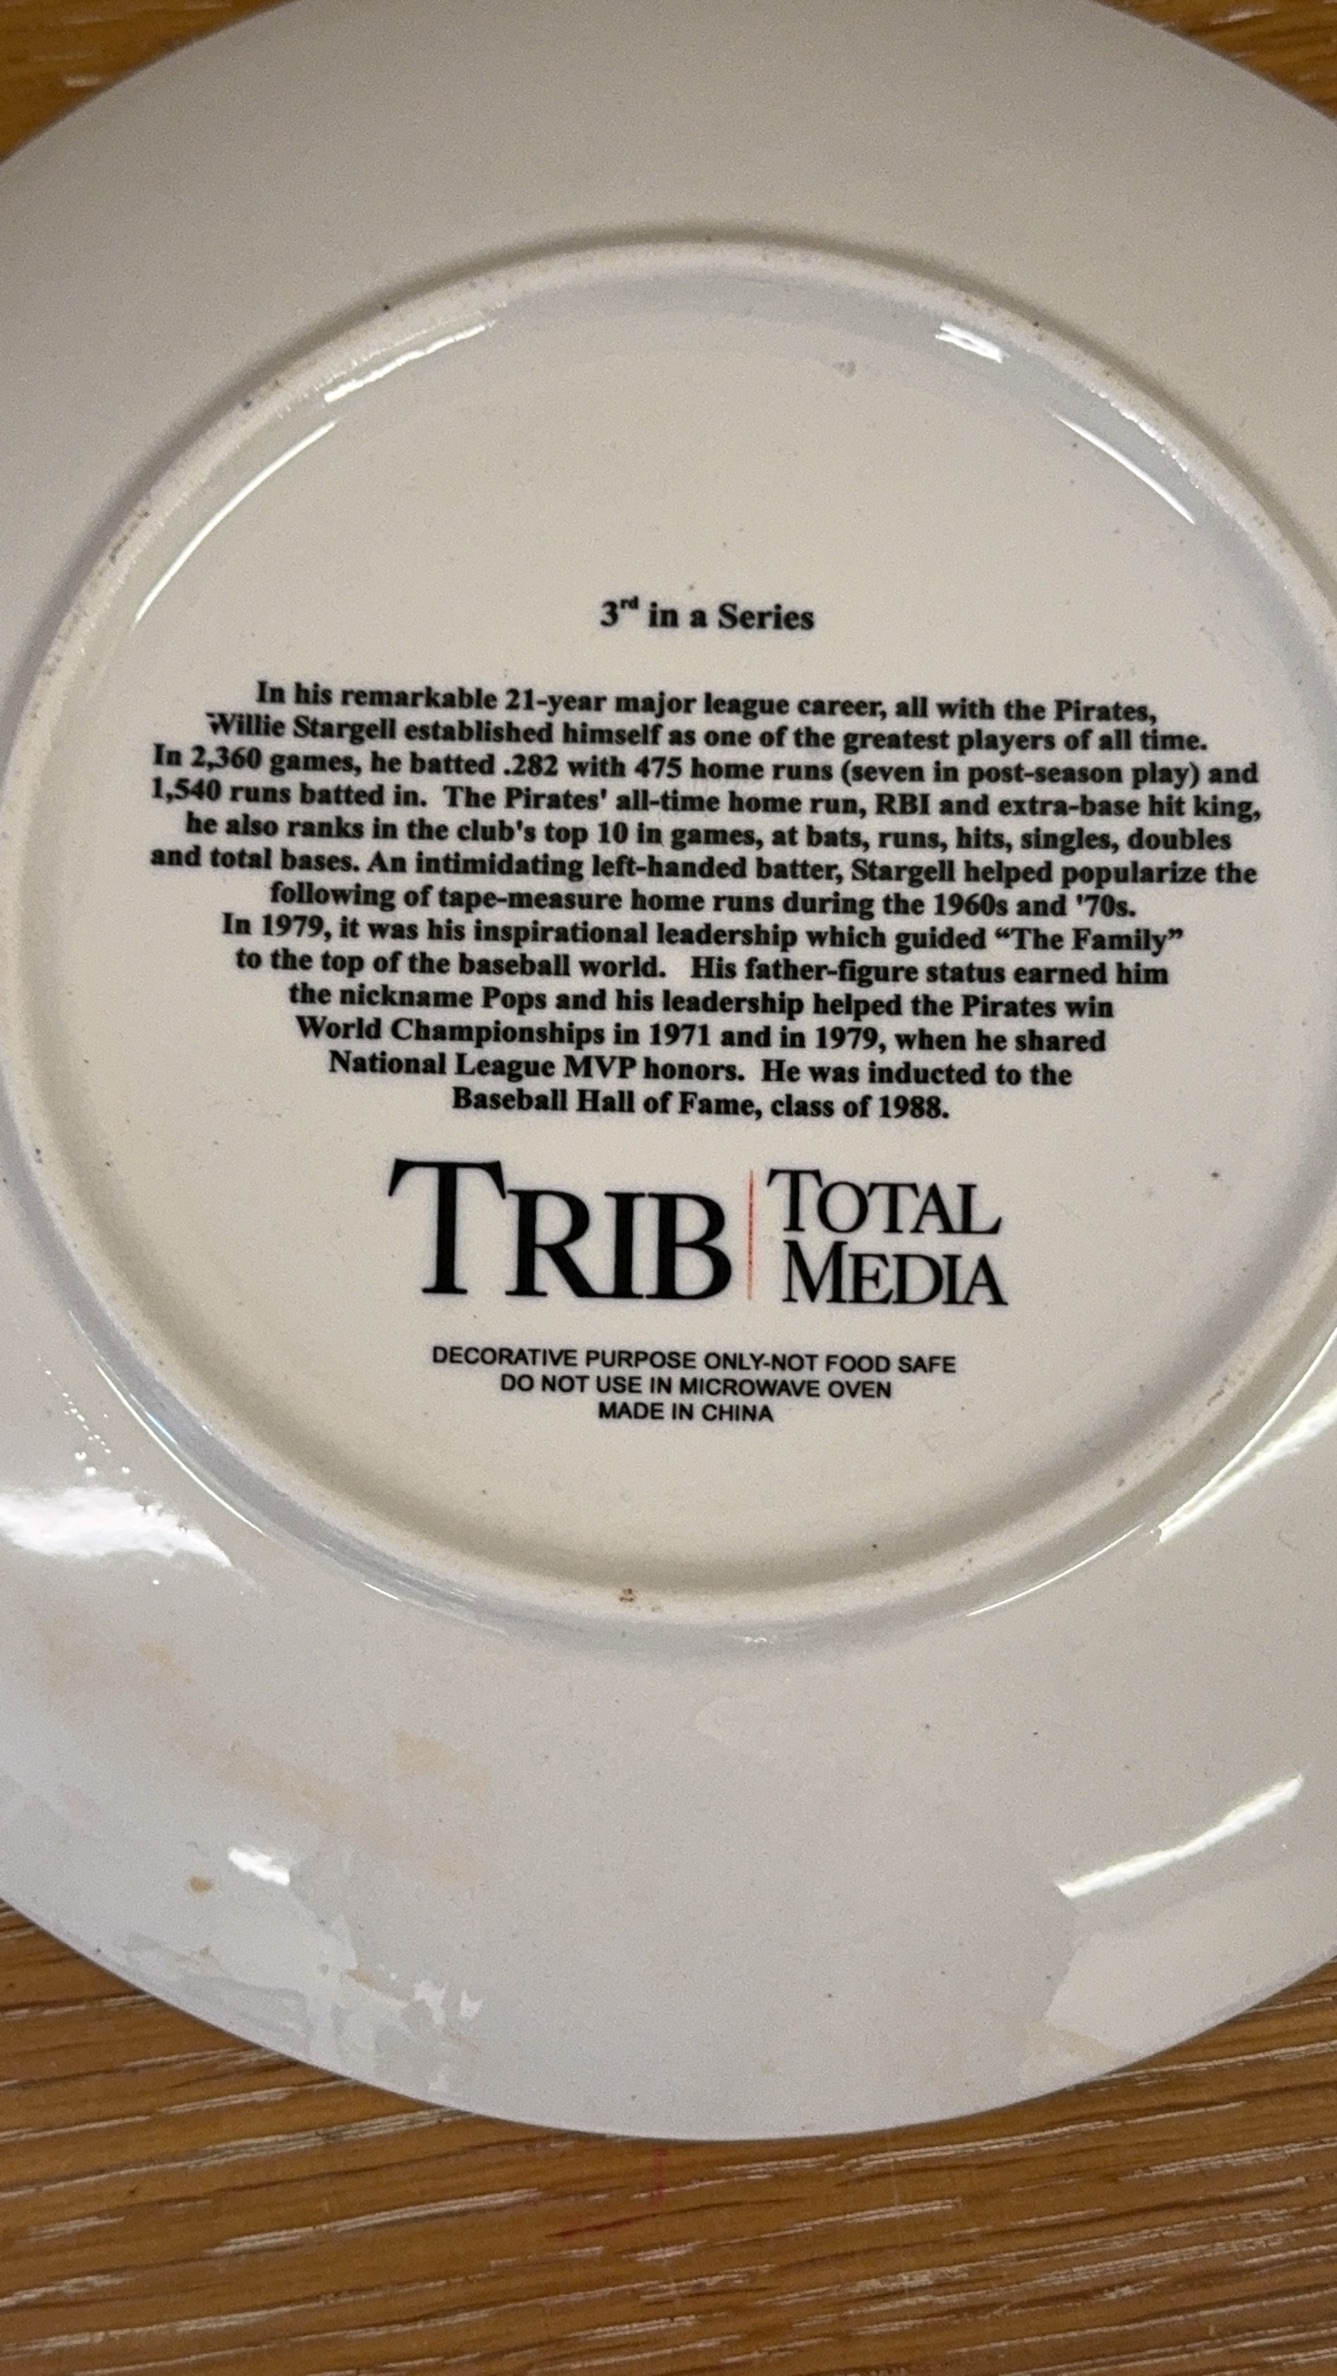 3rd in a Series
In his remarkable 21-year major league career, all with the Pirates,
Willie Stargell established himself as one of the greatest players of all time.
In 2,360 games, he batted .282 with 475 home runs (seven in post-season play) and
1,540 runs batted in. The Pirates' all-time home run, RBI and extra-base hit king,
he also ranks in the club's top 10 in games, at bats, runs, hits, singles, doubles
and total bases. An intimidating left-handed batter, Stargell helped popularize the
following of tape-measure home runs during the 1960s and '70s.
In 1979, it was his inspirational leadership which guided “The Family”
to the top of the baseball world. His father-figure status earned him
the nickname Pops and his leadership helped the Pirates win
World Championships in 1971 and in 1979, when he shared
National League MVP honors. He was inducted to the
Baseball Hall of Fame, class of 1988.
TRIB TOTAL
MEDIA
DECORATIVE PURPOSE ONLY-NOT FOOD SAFE
DO NOT USE IN MICROWAVE OVEN
MADE IN CHINA